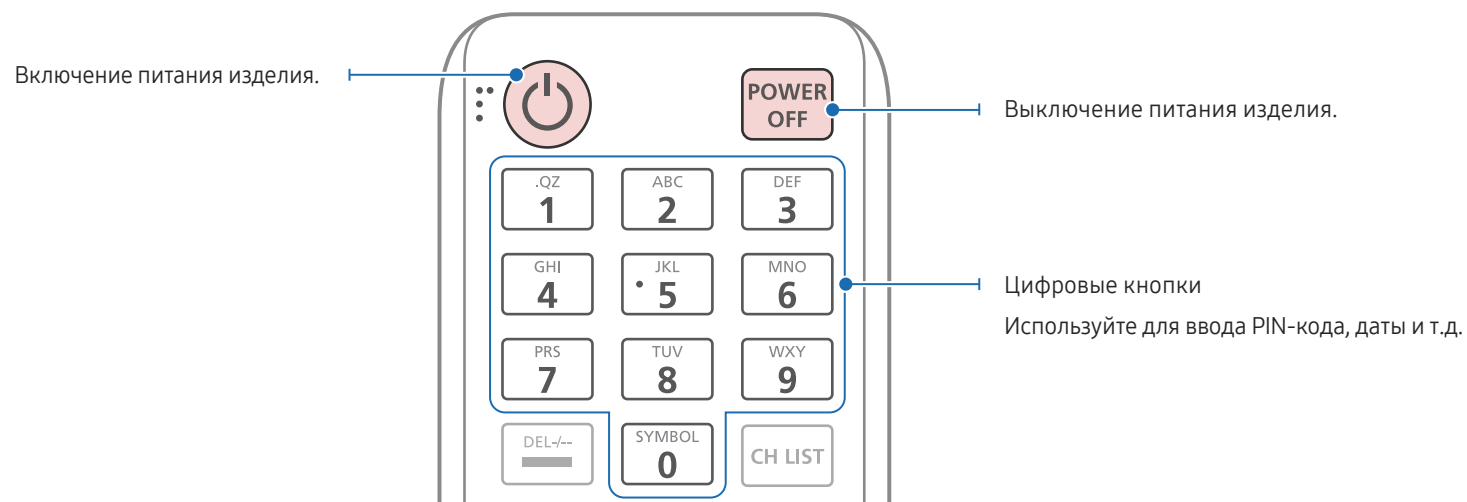 Включение питания изделия.
POWER
OFF
Выключение питания изделия.
.QZ
1
ABC
2
DEF
3
GHI
4
JKL
5
MNO
6
Цифровые кнопки
Используйте для ввода PIN-кода, даты и т.д.
PRS
7
TUV
8
WXY
9
DEL-/--
SYMBOL
0
CH LIST